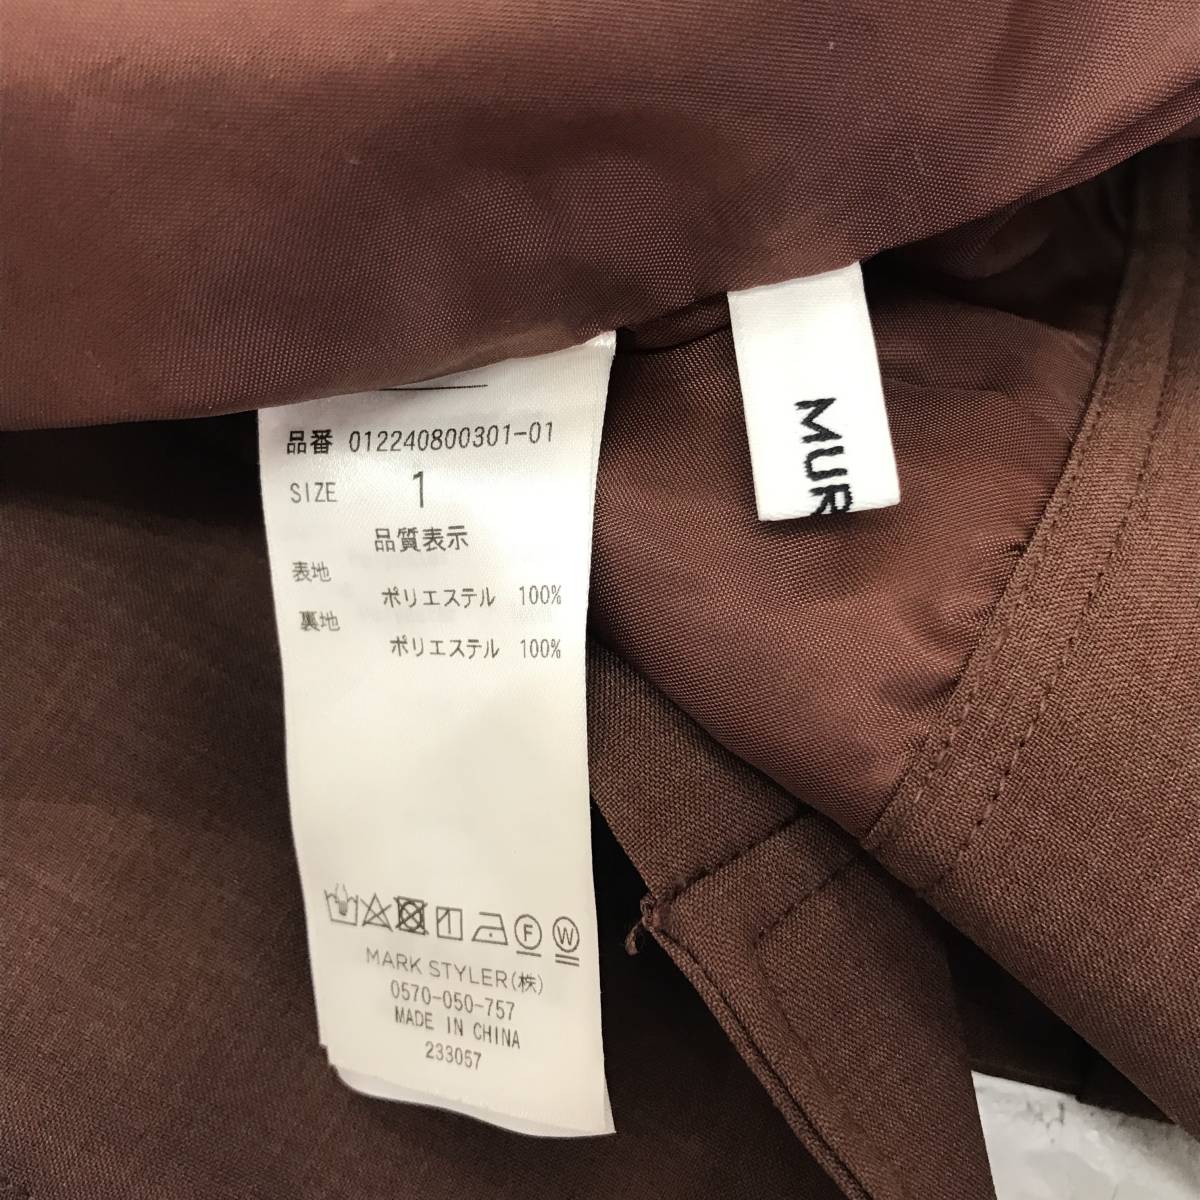 品番 012240800301-01
SIZE 1
品質表示
表地
ポリエステル 100%
裏地
ポリエステル 100%
F W
MARK STYLER(株)
0570-050-757
MADE IN CHINA
233057
MUR